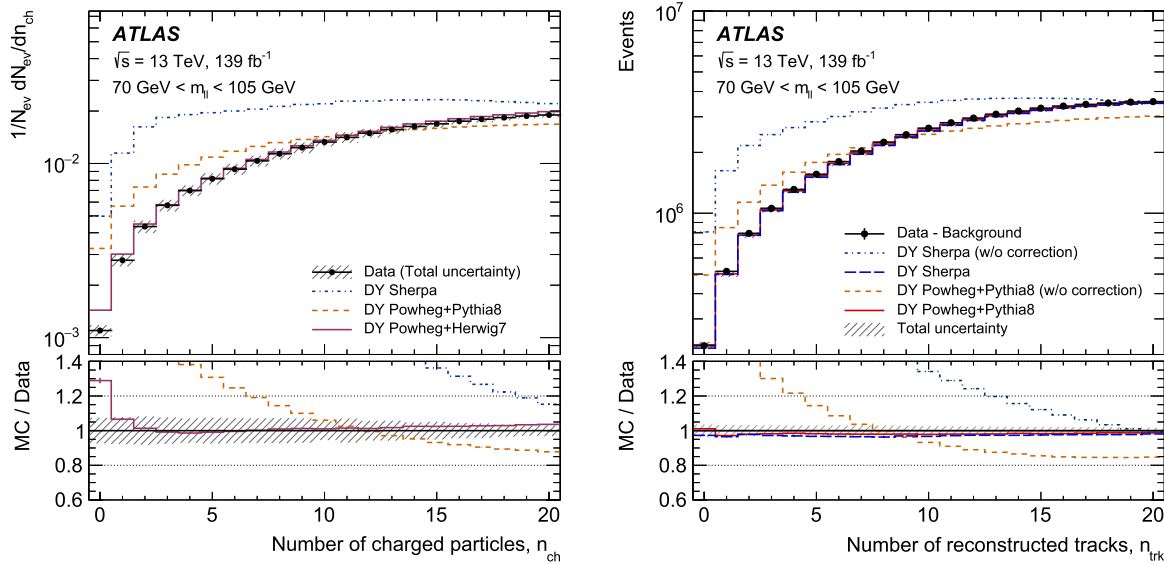 ATLAS
√s = 13 TeV, 139 fb⁻¹
70 GeV < m_ll < 105 GeV
1/N_ev dN_ev/dn_ch
10⁻²
10⁻³
Data (Total uncertainty)
DY Sherpa
DY Powheg+Pythia8
DY Powheg+Herwig7
MC / Data
1.4
1.2
1
0.8
0.6
0 5 10 15 20
Number of charged particles, n_ch
ATLAS
√s = 13 TeV, 139 fb⁻¹
70 GeV < m_ll < 105 GeV
Events
10⁷
10⁶
Data - Background
DY Sherpa (w/o correction)
DY Sherpa
DY Powheg+Pythia8 (w/o correction)
DY Powheg+Pythia8
Total uncertainty
MC / Data
1.4
1.2
1
0.8
0.6
0 5 10 15 20
Number of reconstructed tracks, n_trk